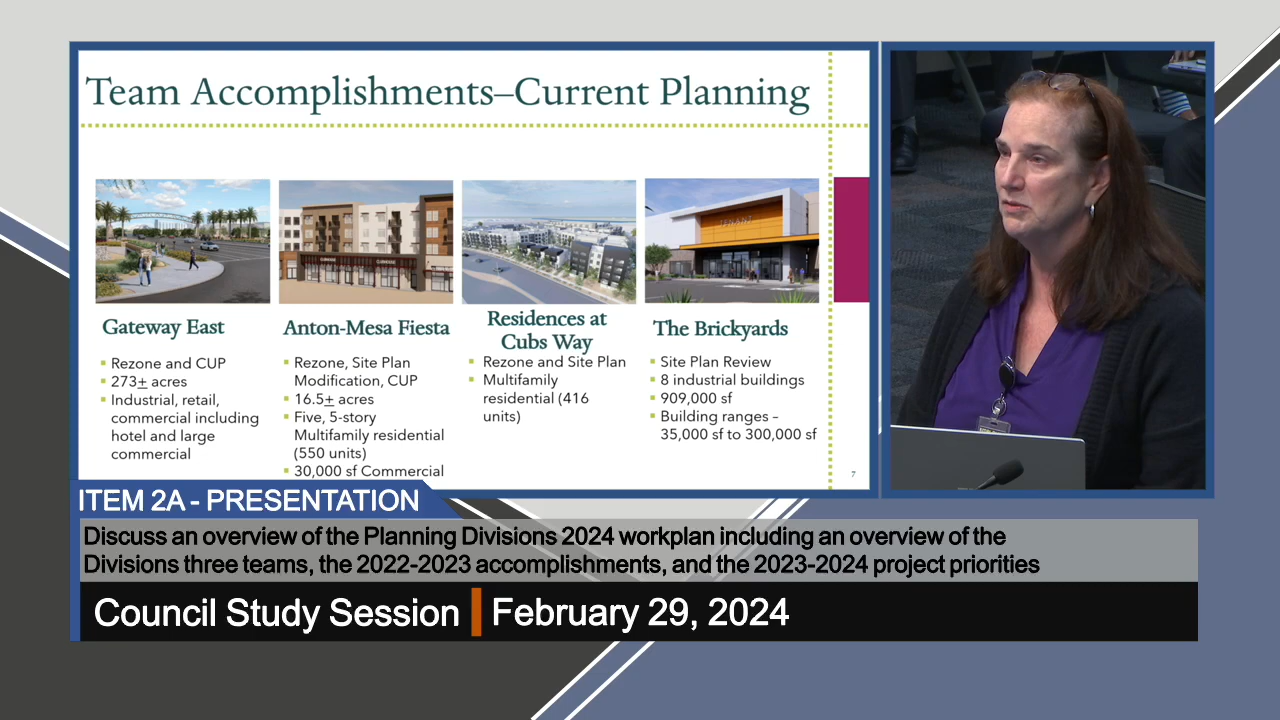 Team Accomplishments–Current Planning
TENANT
Gateway East
Rezone and CUP
273+ acres
Industrial, retail,
commercial including
hotel and large
commercial
Anton-Mesa Fiesta
Rezone, Site Plan
Modification, CUP
16.5+ acres
Five, 5-story
Multifamily residential
(550 units)
30,000 sf Commercial
Residences at
Cubs Way
Rezone and Site Plan
Multifamily
residential (416
units)
The Brickyards
Site Plan Review
8 industrial buildings
909,000 sf
Building ranges –
35,000 sf to 300,000 sf
7
ITEM 2A - PRESENTATION
Discuss an overview of the Planning Divisions 2024 workplan including an overview of the
Divisions three teams, the 2022-2023 accomplishments, and the 2023-2024 project priorities
Council Study Session
February 29, 2024